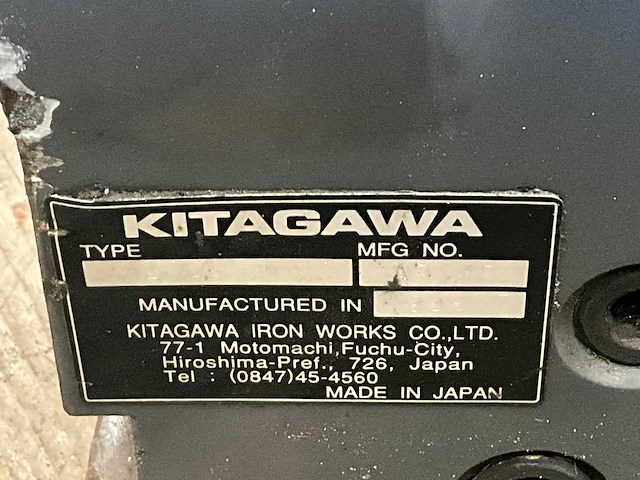 KITAGAWA
TYPE MFG NO.
MANUFACTURED IN
KITAGAWA IRON WORKS CO.,LTD.
77-1 Motomachi,Fuchu-City,
Hiroshima-Pref., 726, Japan
Tel : (0847)45-4560
MADE IN JAPAN